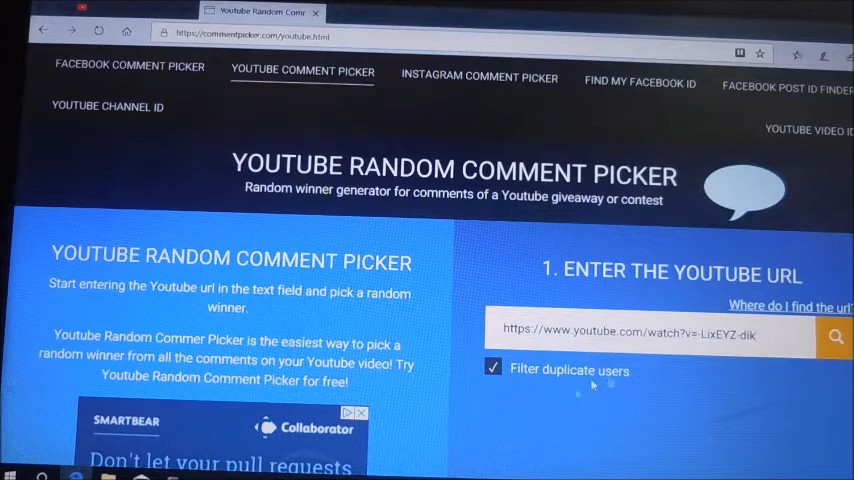 Youtube Random Comr
https://commentpicker.com/youtube.html
FACEBOOK COMMENT PICKER
YOUTUBE COMMENT PICKER
INSTAGRAM COMMENT PICKER
FIND MY FACEBOOK ID
FACEBOOK POST ID FINDER
YOUTUBE CHANNEL ID
YOUTUBE VIDEO ID
YOUTUBE RANDOM COMMENT PICKER
Random winner generator for comments of a Youtube giveaway or contest
YOUTUBE RANDOM COMMENT PICKER
Start entering the Youtube url in the text field and pick a random
winner.
Youtube Random Commer Picker is the easiest way to pick a
random winner from all the comments on your Youtube video! Try
Youtube Random Comment Picker for free!
SMARTBEAR
Collaborator
Don't let your pull requests
1. ENTER THE YOUTUBE URL
Where do I find the url?
https://www.youtube.com/watch?v=-LixEYZ-dik
Filter duplicate users